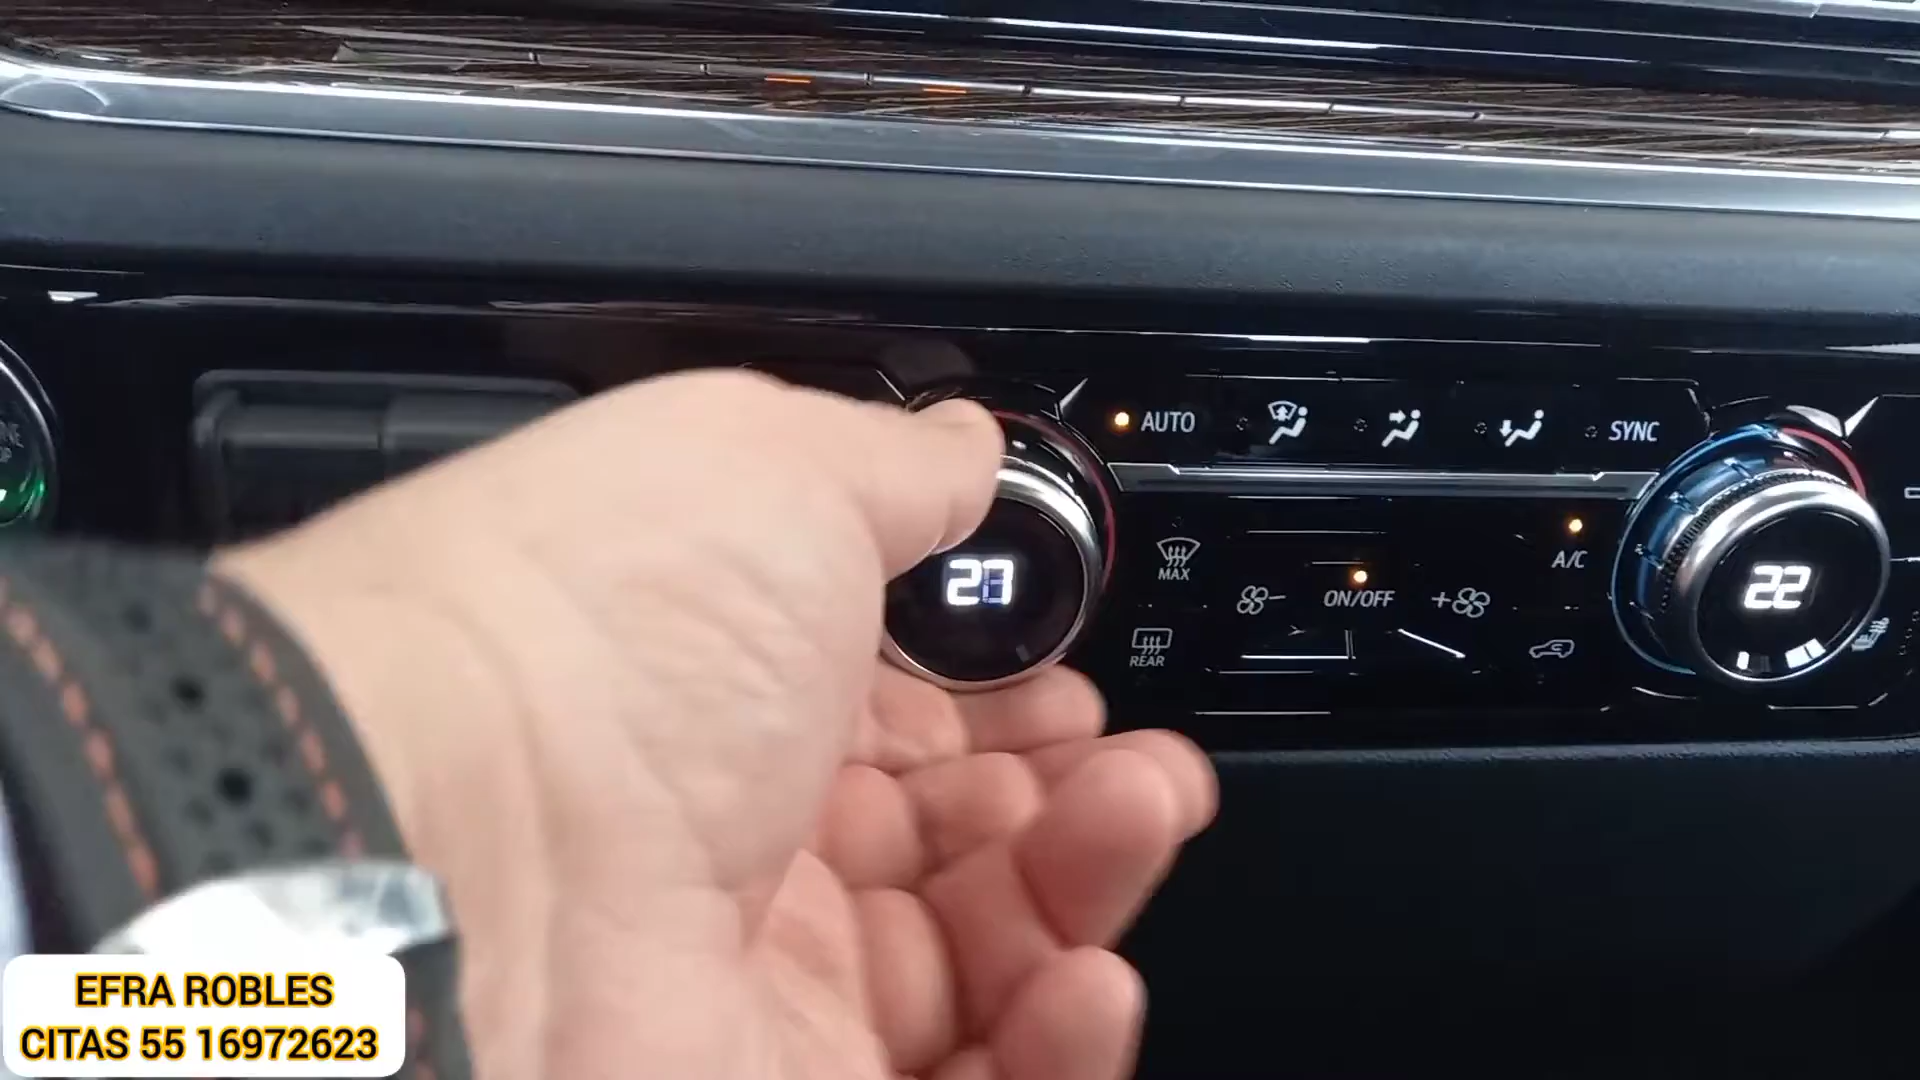 AUTO
SYNC
MAX
A/C
22
ON/OFF
REAR
EFRA ROBLES
CITAS 55 16972623